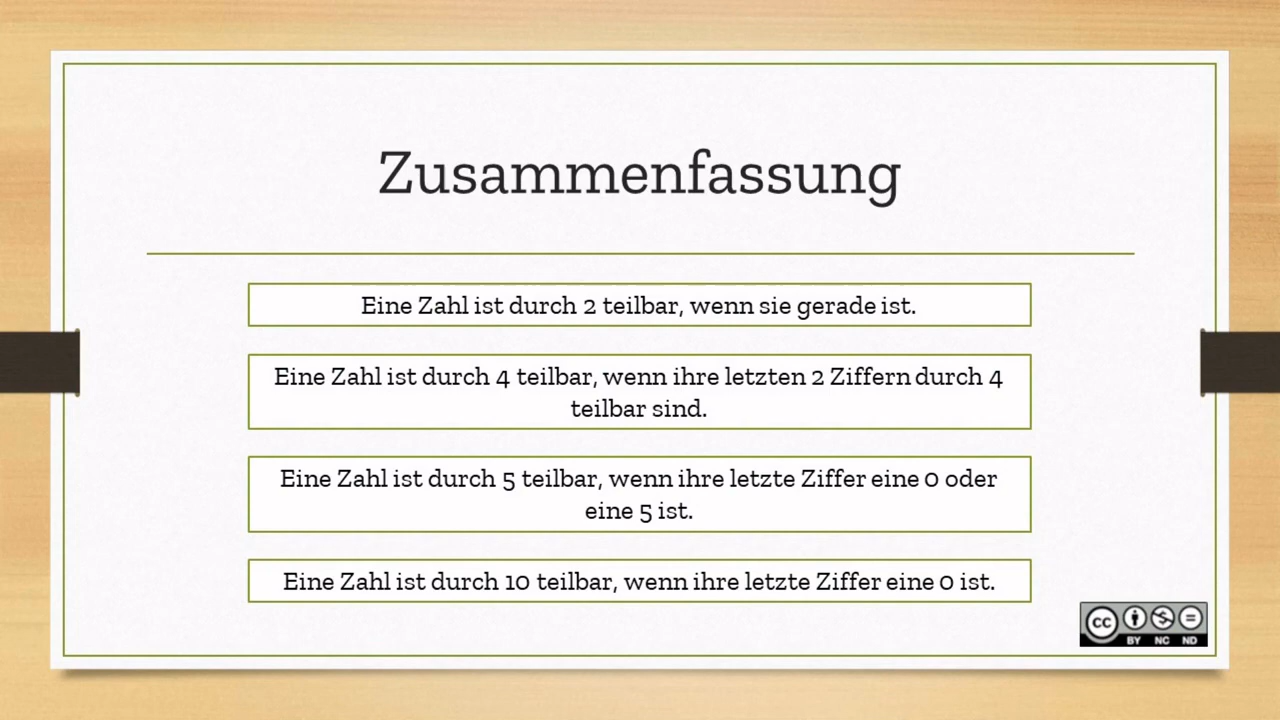 Zusammenfassung
Eine Zahl ist durch 2 teilbar, wenn sie gerade ist.
Eine Zahl ist durch 4 teilbar, wenn ihre letzten 2 Ziffern durch 4
teilbar sind.
Eine Zahl ist durch 5 teilbar, wenn ihre letzte Ziffer eine 0 oder
eine 5 ist.
Eine Zahl ist durch 10 teilbar, wenn ihre letzte Ziffer eine 0 ist.
cc
BY NC ND